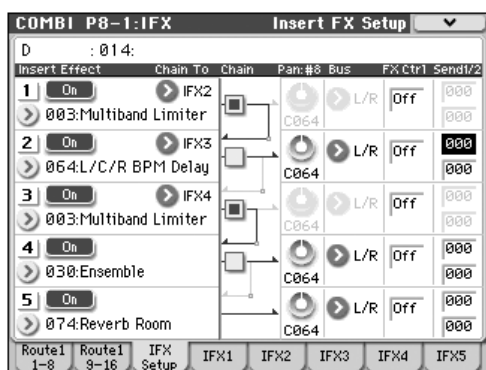 COMBI P8-1:IFX Insert FX Setup
D :014:
Insert Effect Chain To Chain Pan:#8 Bus FX Ctrl Send1/2
1 On IFX2 L/R Off 000
003:Multiband Limiter C064 000
2 On IFX3 L/R Off 000
064:L/C/R BPM Delay C064 000
3 On IFX4 L/R Off 000
003:Multiband Limiter C064 000
4 On L/R Off 000
030:Ensemble C064 000
5 On L/R Off 000
074:Reverb Room C064 000
Route1 1-8 Route1 9-16 IFX Setup IFX1 IFX2 IFX3 IFX4 IFX5